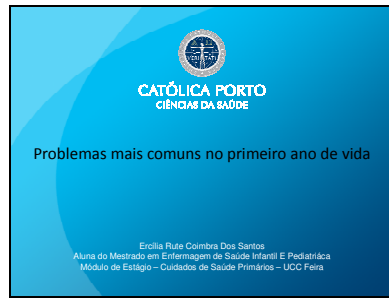 VERITATI
CATÓLICA PORTO
CIÊNCIAS DA SAÚDE
Problemas mais comuns no primeiro ano de vida
Ercília Rute Coimbra Dos Santos
Aluna do Mestrado em Enfermagem de Saúde Infantil E Pediatriáca
Módulo de Estágio – Cuidados de Saúde Primários – UCC Feira